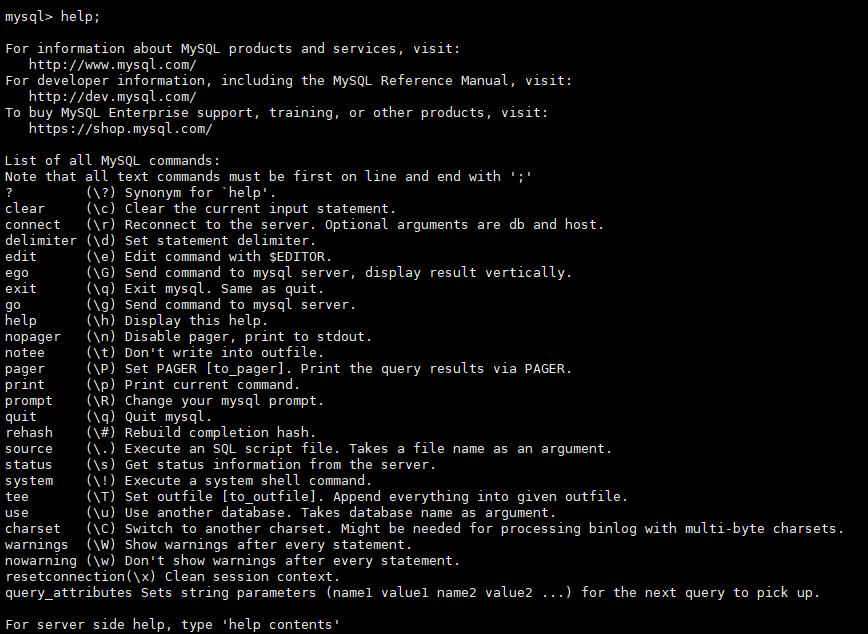 mysql> help;
For information about MySQL products and services, visit:
http://www.mysql.com/
For developer information, including the MySQL Reference Manual, visit:
http://dev.mysql.com/
To buy MySQL Enterprise support, training, or other products, visit:
https://shop.mysql.com/
List of all MySQL commands:
Note that all text commands must be first on line and end with ';'
? (\?) Synonym for `help'.
clear (\c) Clear the current input statement.
connect (\r) Reconnect to the server. Optional arguments are db and host.
delimiter (\d) Set statement delimiter.
edit (\e) Edit command with $EDITOR.
ego (\G) Send command to mysql server, display result vertically.
exit (\q) Exit mysql. Same as quit.
go (\g) Send command to mysql server.
help (\h) Display this help.
nopager (\n) Disable pager, print to stdout.
notee (\t) Don't write into outfile.
pager (\P) Set PAGER [to_pager]. Print the query results via PAGER.
print (\p) Print current command.
prompt (\R) Change your mysql prompt.
quit (\q) Quit mysql.
rehash (\#) Rebuild completion hash.
source (\.) Execute an SQL script file. Takes a file name as an argument.
status (\s) Get status information from the server.
system (\!) Execute a system shell command.
tee (\T) Set outfile [to_outfile]. Append everything into given outfile.
use (\u) Use another database. Takes database name as argument.
charset (\C) Switch to another charset. Might be needed for processing binlog with multi-byte charsets.
warnings (\W) Show warnings after every statement.
nowarning (\w) Don't show warnings after every statement.
resetconnection(\x) Clean session context.
query_attributes Sets string parameters (name1 value1 name2 value2 ...) for the next query to pick up.
For server side help, type 'help contents'